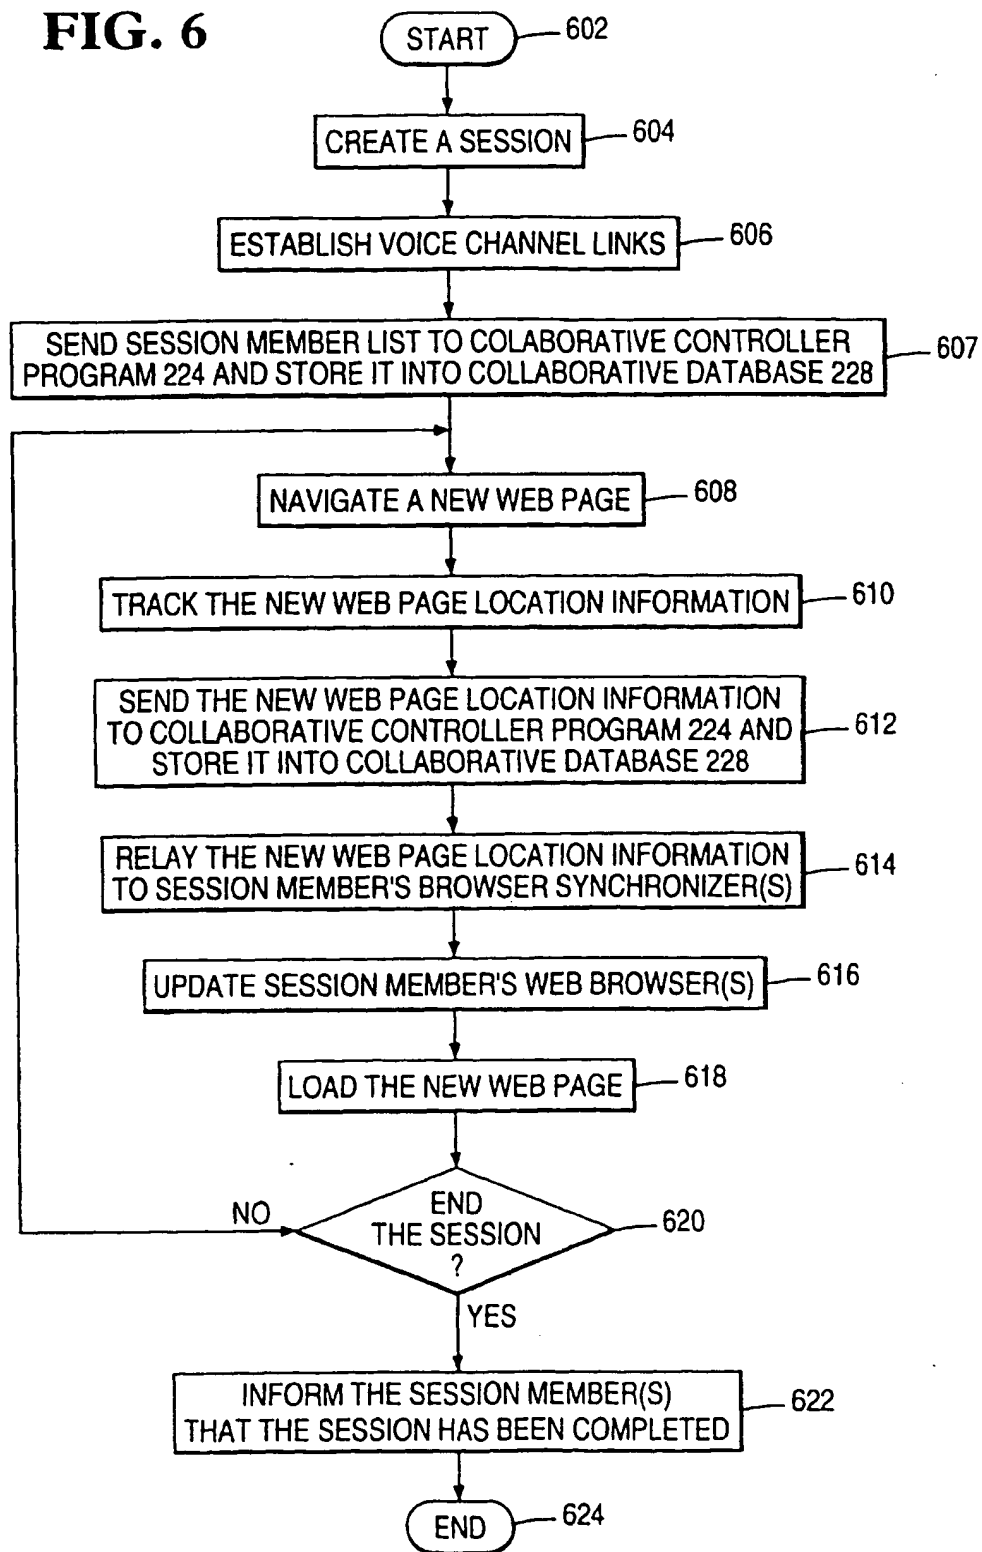 FIG. 6
START
602
CREATE A SESSION
604
ESTABLISH VOICE CHANNEL LINKS
606
SEND SESSION MEMBER LIST TO COLABORATIVE CONTROLLER
PROGRAM 224 AND STORE IT INTO COLLABORATIVE DATABASE 228
607
NAVIGATE A NEW WEB PAGE
608
TRACK THE NEW WEB PAGE LOCATION INFORMATION
610
SEND THE NEW WEB PAGE LOCATION INFORMATION
TO COLLABORATIVE CONTROLLER PROGRAM 224 AND
STORE IT INTO COLLABORATIVE DATABASE 228
612
RELAY THE NEW WEB PAGE LOCATION INFORMATION
TO SESSION MEMBER'S BROWSER SYNCHRONIZER(S)
614
UPDATE SESSION MEMBER'S WEB BROWSER(S)
616
LOAD THE NEW WEB PAGE
618
END
THE SESSION
?
620
NO
YES
INFORM THE SESSION MEMBER(S)
THAT THE SESSION HAS BEEN COMPLETED
622
END
624